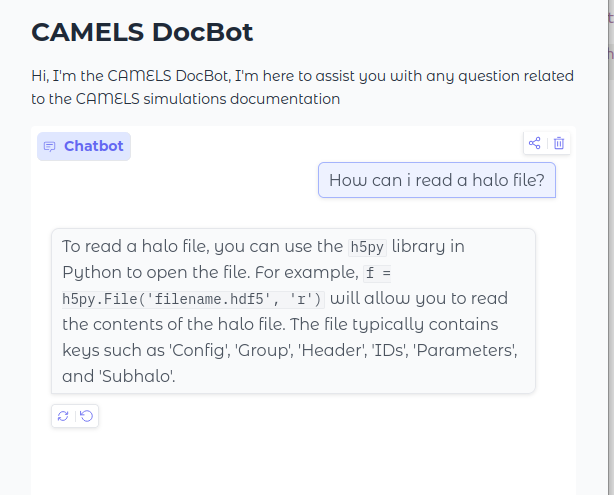 CAMELS DocBot
Hi, I'm the CAMELS DocBot, I'm here to assist you with any question related
to the CAMELS simulations documentation
Chatbot
How can i read a halo file?
To read a halo file, you can use the h5py library in
Python to open the file. For example, f =
h5py.File('filename.hdf5', 'r') will allow you to read
the contents of the halo file. The file typically contains
keys such as 'Config', 'Group', 'Header', 'IDs', 'Parameters',
and 'Subhalo'.